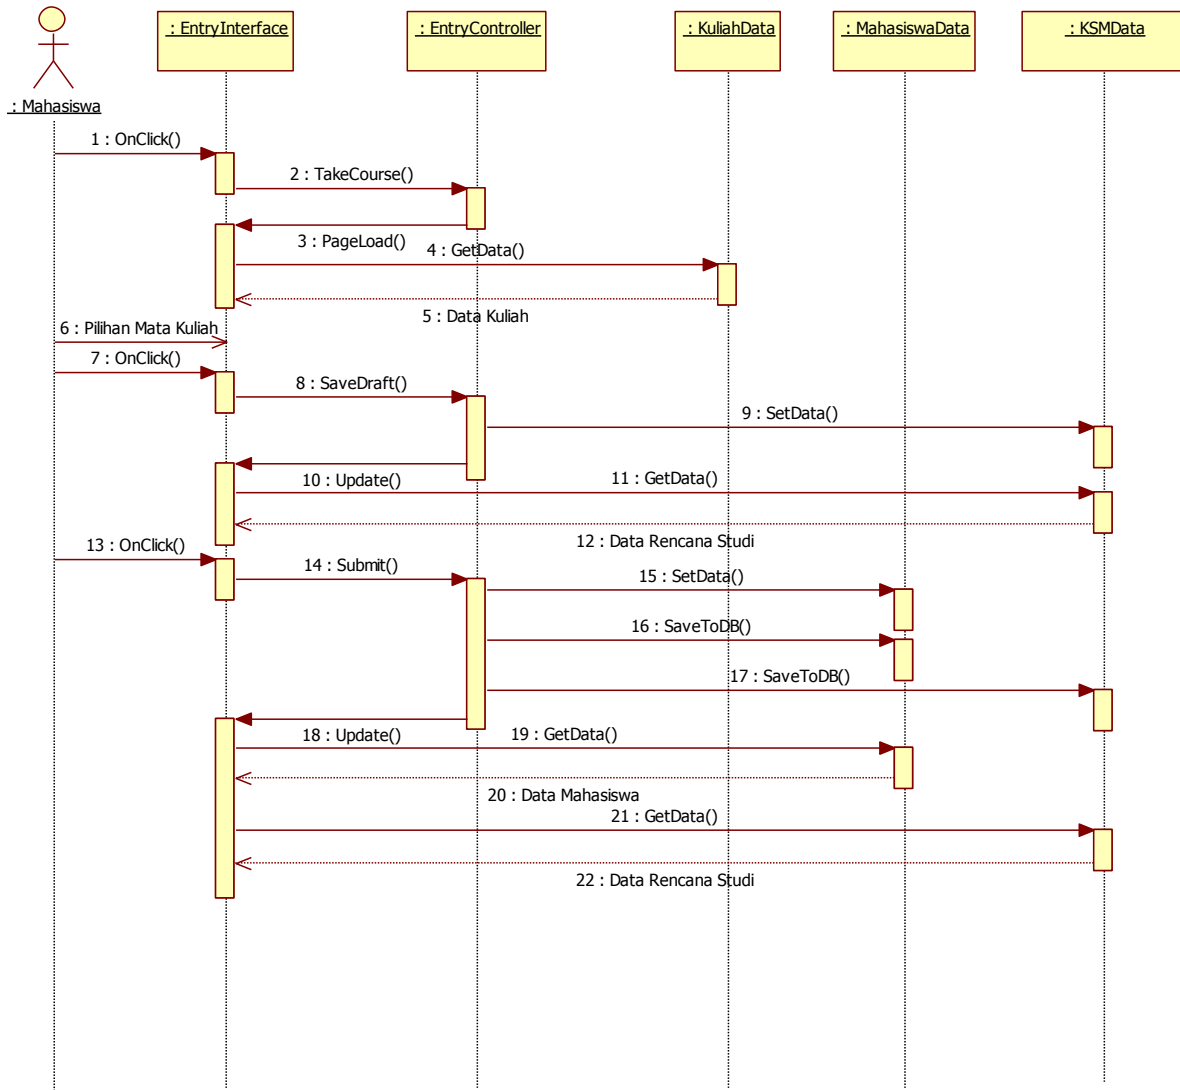 : EntryInterface
: EntryController
: KuliahData
: MahasiswaData
: KSMData
: Mahasiswa
1 : OnClick()
2 : TakeCourse()
3 : PageLoad()
4 : GetData()
5 : Data Kuliah
6 : Pilihan Mata Kuliah
7 : OnClick()
8 : SaveDraft()
9 : SetData()
10 : Update()
11 : GetData()
12 : Data Rencana Studi
13 : OnClick()
14 : Submit()
15 : SetData()
16 : SaveToDB()
17 : SaveToDB()
18 : Update()
19 : GetData()
20 : Data Mahasiswa
21 : GetData()
22 : Data Rencana Studi